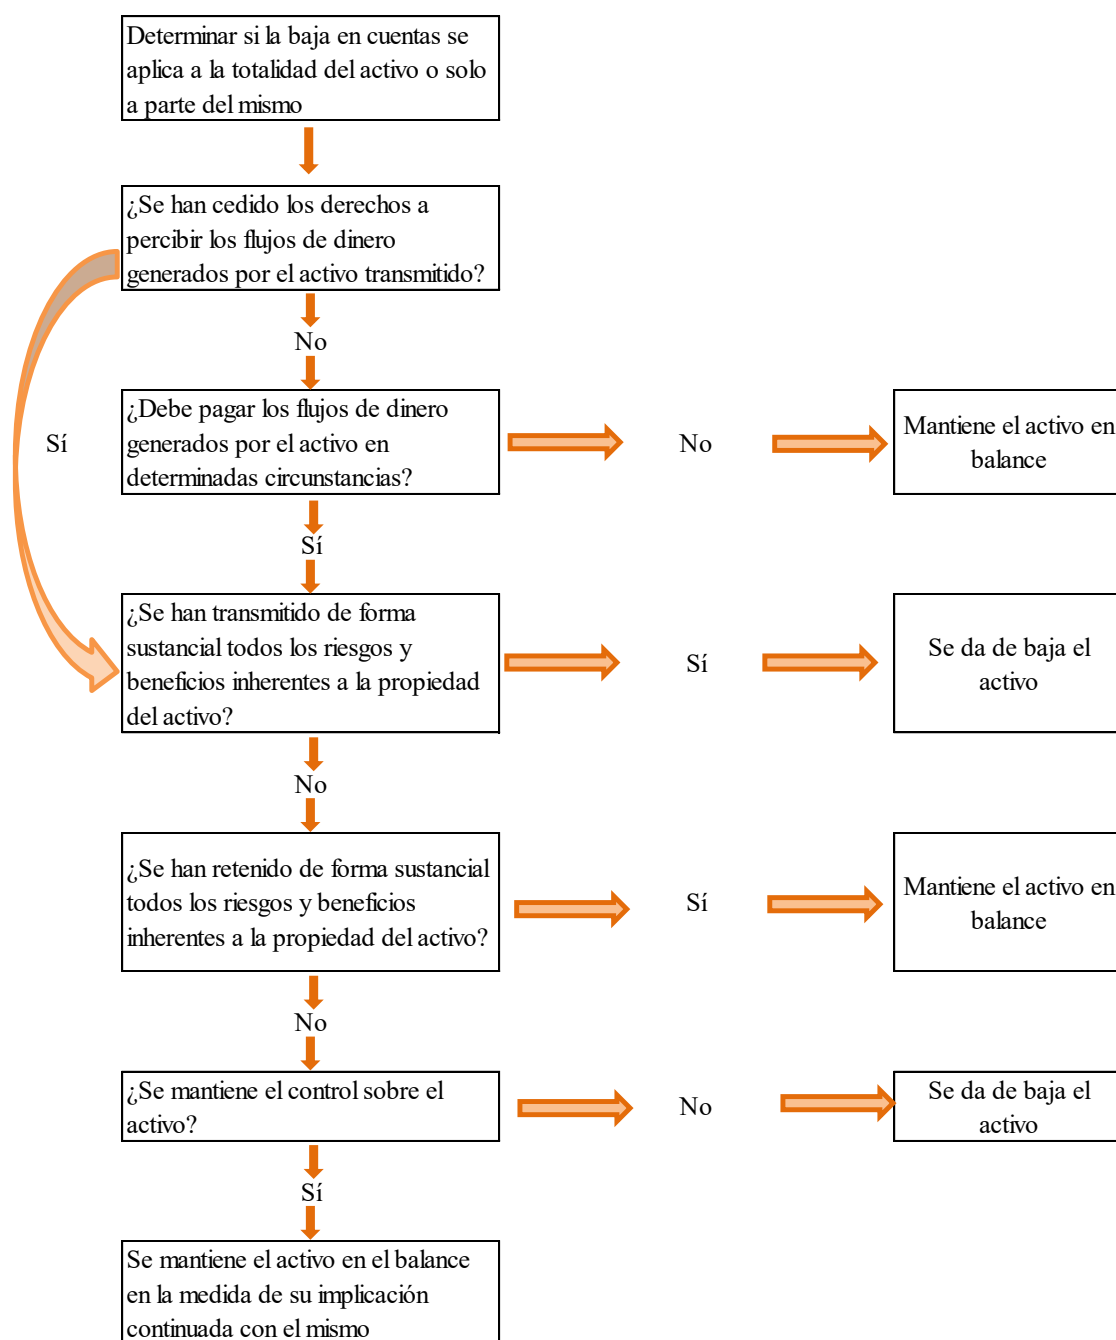 Determinar si la baja en cuentas se
aplica a la totalidad del activo o solo
a parte del mismo
¿Se han cedido los derechos a
percibir los flujos de dinero
generados por el activo transmitido?
No
Sí
¿Debe pagar los flujos de dinero
generados por el activo en
determinadas circunstancias?
No
Mantiene el activo en
balance
Sí
¿Se han transmitido de forma
sustancial todos los riesgos y
beneficios inherentes a la propiedad
del activo?
Sí
Se da de baja el
activo
No
¿Se han retenido de forma sustancial
todos los riesgos y beneficios
inherentes a la propiedad del activo?
Sí
Mantiene el activo en
balance
No
¿Se mantiene el control sobre el
activo?
No
Se da de baja el
activo
Sí
Se mantiene el activo en el balance
en la medida de su implicación
continuada con el mismo